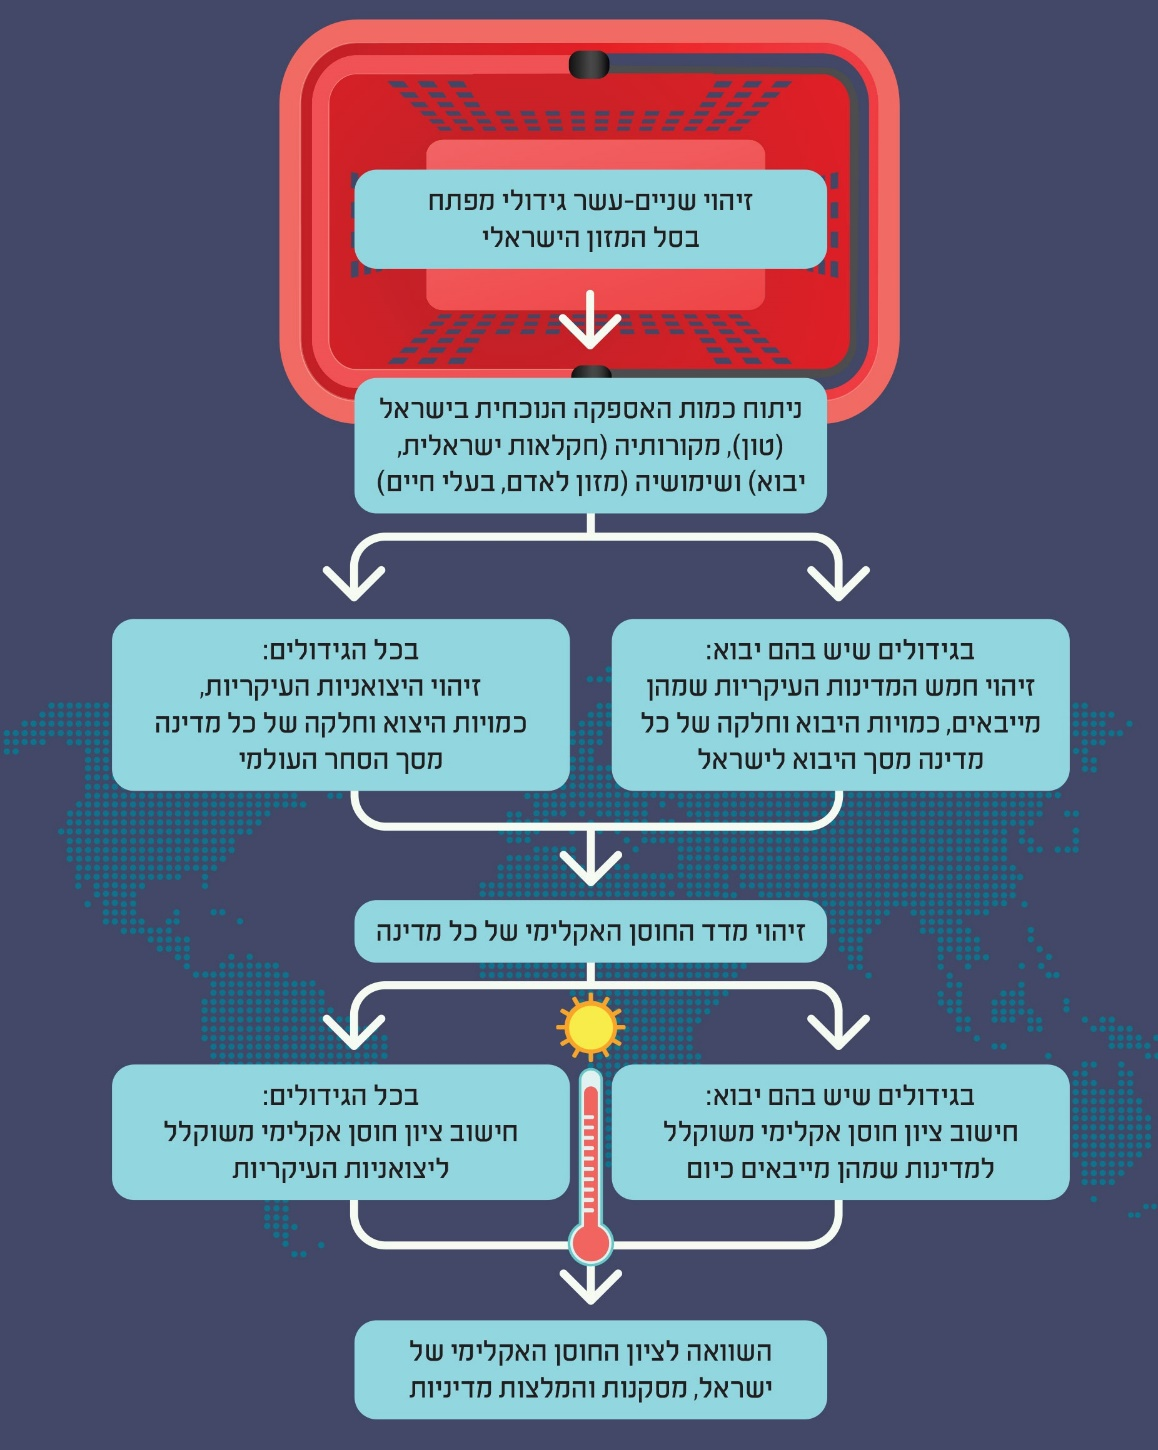 זיהוי שניים-עשר גידולי מפתח
בסל המזון הישראלי
ניתוח כמות האספקה הנוכחית בישראל
(טון), מקורותיה (חקלאות ישראלית,
יבוא) ושימושיה (מזון לאדם, בעלי חיים)
בגידולים שיש בהם יבוא:
זיהוי חמש המדינות העיקריות שמהן
מייבאים, כמויות היבוא וחלקה של כל
מדינה מסך היבוא לישראל
בכל הגידולים:
זיהוי היצואניות העיקריות,
כמויות היצוא וחלקה של כל מדינה
מסך הסחר העולמי
זיהוי מדד החוסן האקלימי של כל מדינה
בגידולים שיש בהם יבוא:
חישוב ציון חוסן אקלימי משוקלל
למדינות שמהן מייבאים כיום
בכל הגידולים:
חישוב ציון חוסן אקלימי משוקלל
ליצואניות העיקריות
השוואה לציון החוסן האקלימי של
ישראל, מסקנות והמלצות מדיניות